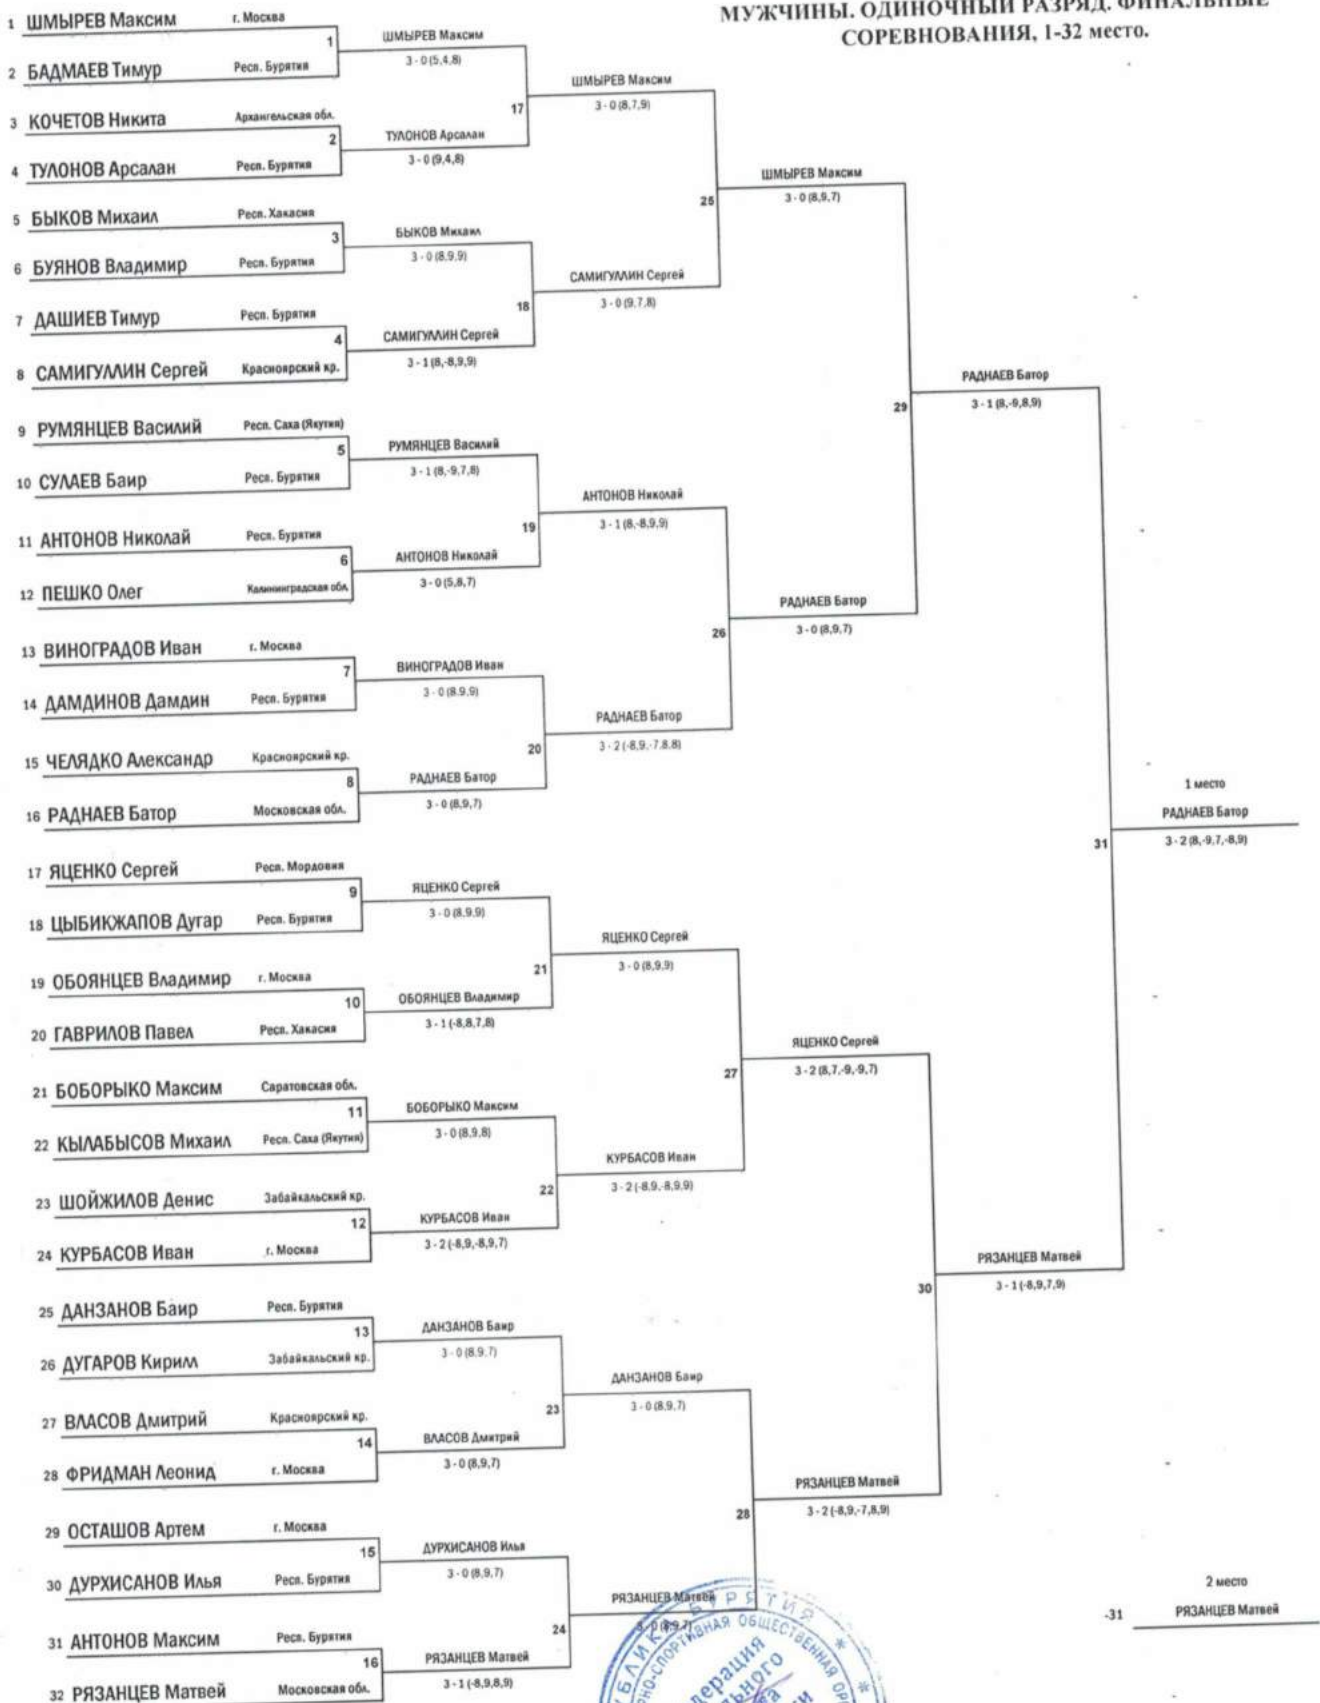 МУЖЧИНЫ. ОДИНОЧНЫЙ РАЗРЯД. ФИНАЛЬНЫЕ
СОРЕВНОВАНИЯ, 1-32 место.
1 ШМЫРЕВ Максим г. Москва
1
2 БАДМАЕВ Тимур Респ. Бурятия
3 КОЧЕТОВ Никита Архангельская обл.
2
4 ТУЛОНОВ Арсалан Респ. Бурятия
5 БЫКОВ Михаил Респ. Хакасия
3
6 БУЯНОВ Владимир Респ. Бурятия
7 ДАШИЕВ Тимур Респ. Бурятия
4
8 САМИГУЛЛИН Сергей Красноярский кр.
9 РУМЯНЦЕВ Василий Респ. Саха (Якутия)
5
10 СУЛАЕВ Баир Респ. Бурятия
11 АНТОНОВ Николай Респ. Бурятия
6
12 ПЕШКО Олег Калининградская обл.
13 ВИНОГРАДОВ Иван г. Москва
7
14 ДАМДИНОВ Дамдин Респ. Бурятия
15 ЧЕЛЯДКО Александр Красноярский кр.
8
16 РАДНАЕВ Батор Московская обл.
17 ЯЦЕНКО Сергей Респ. Мордовия
9
18 ЦЫБИКЖАПОВ Дугар Респ. Бурятия
19 ОБОЯНЦЕВ Владимир г. Москва
10
20 ГАВРИЛОВ Павел Респ. Хакасия
21 БОБОРЫКО Максим Саратовская обл.
11
22 КЫЛАБЫСОВ Михаил Респ. Саха (Якутия)
23 ШОЙЖИЛОВ Денис Забайкальский кр.
12
24 КУРБАСОВ Иван г. Москва
25 ДАНЗАНОВ Баир Респ. Бурятия
13
26 ДУГАРОВ Кирилл Забайкальский кр.
27 ВЛАСОВ Дмитрий Красноярский кр.
14
28 ФРИДМАН Леонид г. Москва
29 ОСТАШОВ Артем г. Москва
15
30 ДУРХИСАНОВ Илья Респ. Бурятия
31 АНТОНОВ Максим Респ. Бурятия
16
32 РЯЗАНЦЕВ Матвей Московская обл.
ШМЫРЕВ Максим
3 - 0 (5,4,8)
17
ТУЛОНОВ Арсалан
3 - 0 (9,4,8)
БЫКОВ Михаил
3 - 0 (8,9,9)
18
САМИГУЛЛИН Сергей
3 - 1 (8,-8,9,9)
РУМЯНЦЕВ Василий
3 - 1 (8,-9,7,8)
19
АНТОНОВ Николай
3 - 0 (5,8,7)
ВИНОГРАДОВ Иван
3 - 0 (8,9,9)
20
РАДНАЕВ Батор
3 - 0 (8,9,7)
ЯЦЕНКО Сергей
3 - 0 (8,9,9)
21
ОБОЯНЦЕВ Владимир
3 - 1 (-8,8,7,8)
БОБОРЫКО Максим
3 - 0 (8,9,8)
22
КУРБАСОВ Иван
3 - 2 (-8,9,-8,9,7)
ДАНЗАНОВ Баир
3 - 0 (8,9,7)
23
ВЛАСОВ Дмитрий
3 - 0 (8,9,7)
ДУРХИСАНОВ Илья
3 - 0 (8,9,7)
24
РЯЗАНЦЕВ Матвей
3 - 1 (-8,9,8,9)
ШМЫРЕВ Максим
3 - 0 (8,7,9)
25
САМИГУЛЛИН Сергей
3 - 0 (9,7,8)
АНТОНОВ Николай
3 - 1 (8,-8,9,9)
26
РАДНАЕВ Батор
3 - 2 (-8,9,-7,8,8)
ЯЦЕНКО Сергей
3 - 0 (8,9,9)
27
КУРБАСОВ Иван
3 - 2 (-8,9,-8,9,9)
ДАНЗАНОВ Баир
3 - 0 (8,9,7)
28
РЯЗАНЦЕВ Матвей
3 - 0 (8,9,7)
ШМЫРЕВ Максим
3 - 0 (8,9,7)
29
РАДНАЕВ Батор
3 - 0 (8,9,7)
ЯЦЕНКО Сергей
3 - 2 (8,7,-9,-9,7)
30
РЯЗАНЦЕВ Матвей
3 - 2 (-8,9,-7,8,9)
РАДНАЕВ Батор
3 - 1 (8,-9,8,9)
31
РЯЗАНЦЕВ Матвей
3 - 1 (-8,9,7,9)
1 место
РАДНАЕВ Батор
3 - 2 (8,-9,7,-8,9)
2 место
-31 РЯЗАНЦЕВ Матвей
БУРЯТИЯ
ОБЩЕСТВЕННАЯ